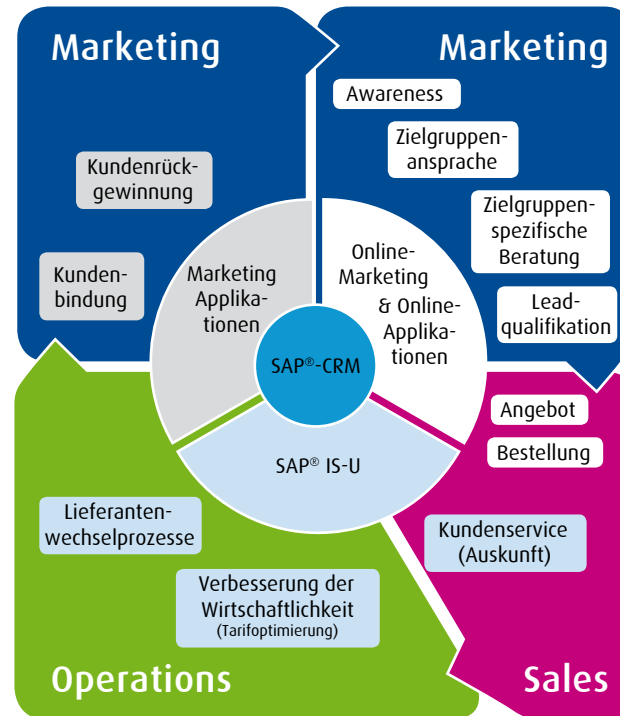 Marketing
Marketing
Awareness
Zielgruppen-
ansprache
Kundenrück-
gewinnung
Zielgruppen-
spezifische
Beratung
Kunden-
bindung
Marketing
Applika-
tionen
Online-
Marketing
& Online-
Applika-
tionen
Lead-
qualifikation
SAP®-CRM
Angebot
Bestellung
SAP® IS-U
Lieferanten-
wechselprozesse
Kundenservice
(Auskunft)
Verbesserung der
Wirtschaftlichkeit
(Tarifoptimierung)
Operations
Sales